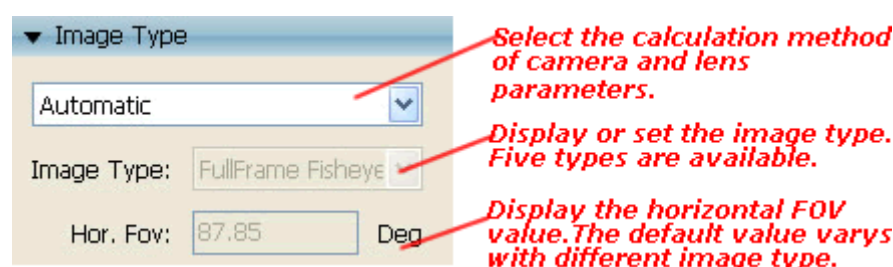 Image Type
Select the calculation method
of camera and lens
parameters.
Automatic
Display or set the image type.
Five types are available.
Image Type: FullFrame Fisheye
Display the horizontal FOV
value.The default value varys
with different image type.
Hor. Fov: 87.85 Deg